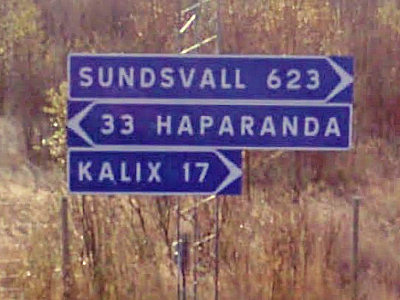 SUNDSVALL 623
33 HAPARANDA
KALIX 17